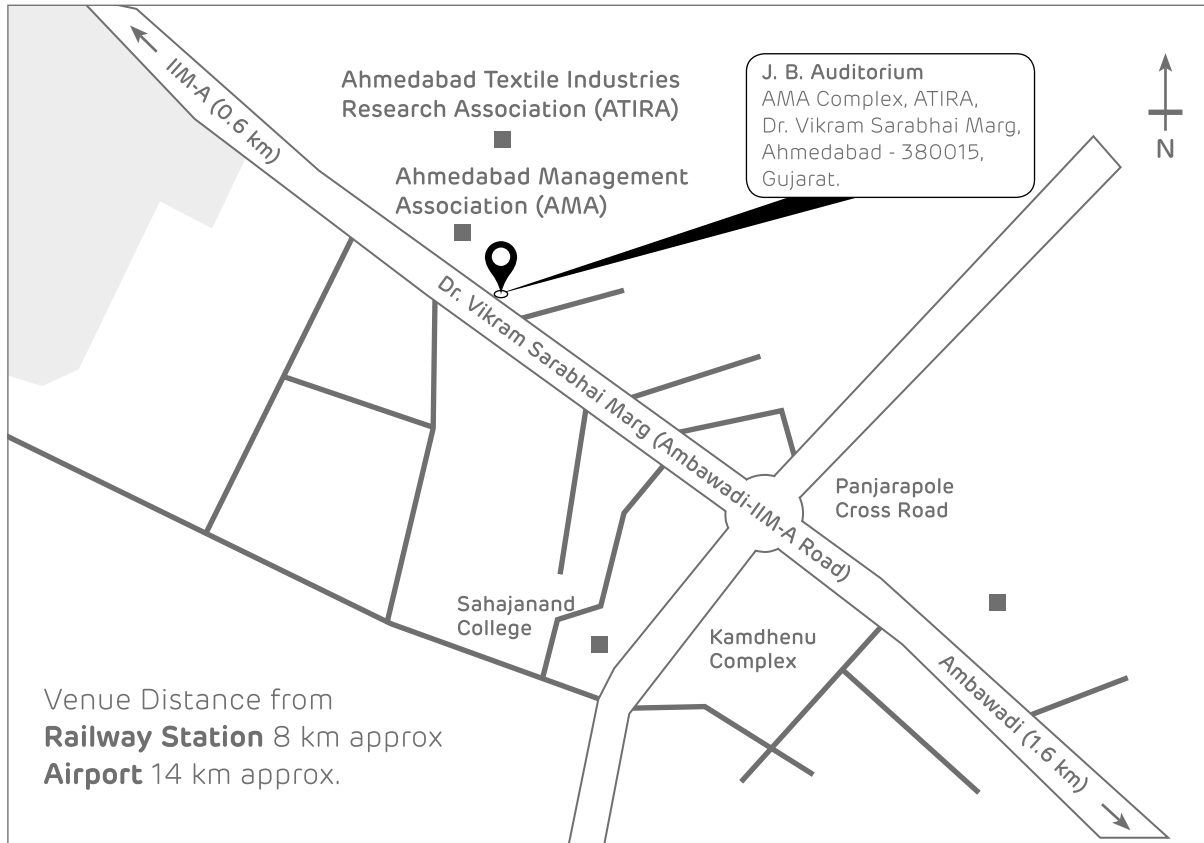 IIM-A (0.6 km)
Ahmedabad Textile Industries
Research Association (ATIRA)
J. B. Auditorium
AMA Complex, ATIRA,
Dr. Vikram Sarabhai Marg,
Ahmedabad - 380015,
Gujarat.
N
Ahmedabad Management
Association (AMA)
Dr. Vikram Sarabhai Marg (Ambawadi-IIM-A Road)
Panjarapole
Cross Road
Sahajanand
College
Kamdhenu
Complex
Ambawadi (1.6 km)
Venue Distance from
Railway Station 8 km approx
Airport 14 km approx.